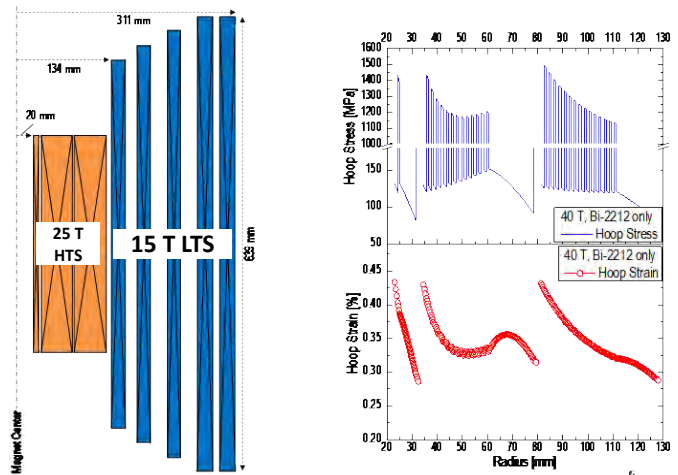 311 mm
134 mm
20 mm
25 T
HTS
15 T LTS
639 mm
Magnet Center
1600
1500
1400
1300
1200
1100
1000
150
100
50
Hoop Stress [MPa]
10 20 30 40 50 60 70 80 90 100 110 120 130
40 T, Bi-2212 only
Hoop Stress
40 T, Bi-2212 only
Hoop Strain
0.45
0.40
0.35
0.30
0.25
0.20
Hoop Strain [%]
10 20 30 40 50 60 70 80 90 100 110 120 130
Radius [mm]